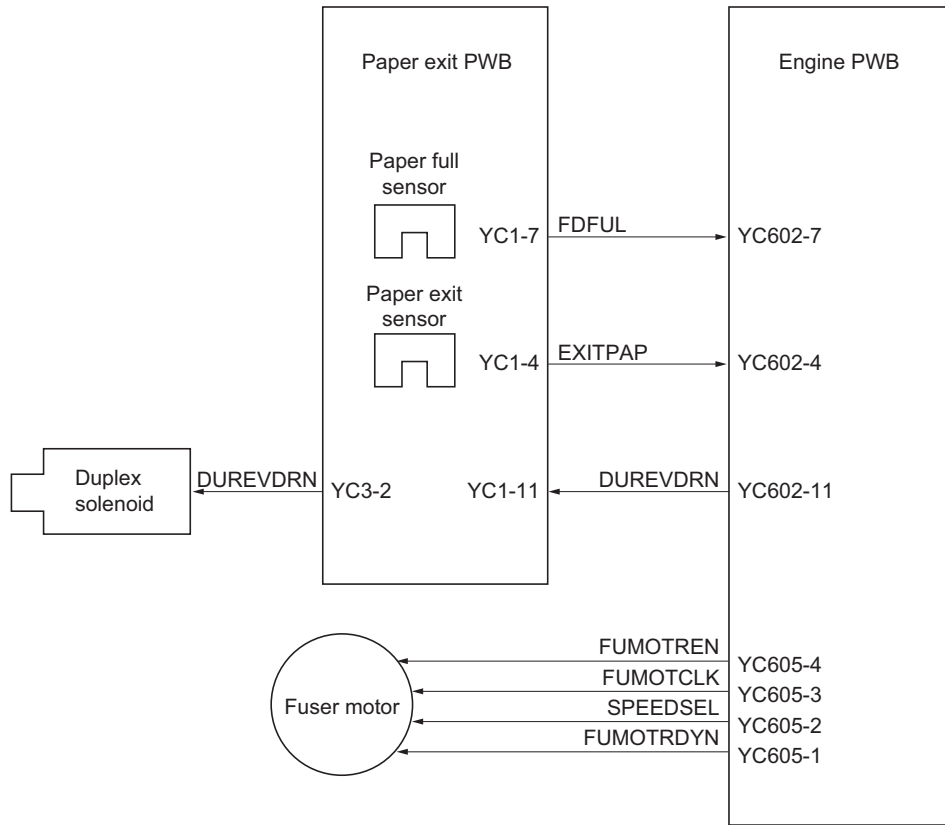 Paper exit PWB
Engine PWB
Paper full
sensor
YC1-7
FDFUL
YC602-7
Paper exit
sensor
YC1-4
EXITPAP
YC602-4
Duplex
solenoid
DUREVDRN
YC3-2
YC1-11
DUREVDRN
YC602-11
Fuser motor
FUMOTREN
YC605-4
FUMOTCLK
YC605-3
SPEEDSEL
YC605-2
FUMOTRDYN
YC605-1